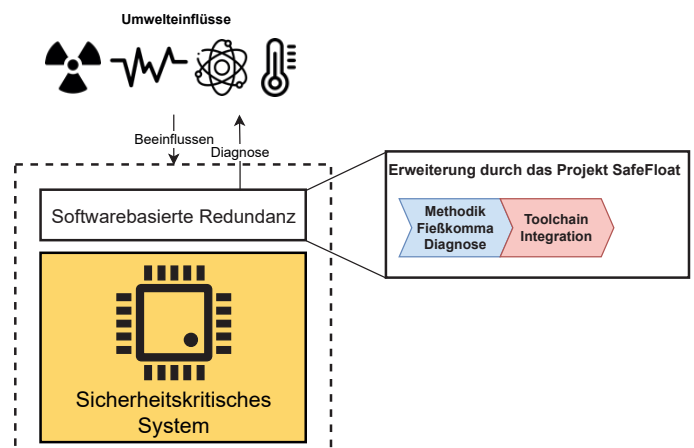 Umwelteinflüsse
Beeinflussen
Diagnose
Erweiterung durch das Projekt SafeFloat
Softwarebasierte Redundanz
Methodik
Fießkomma
Diagnose
Toolchain
Integration
Sicherheitskritisches
System